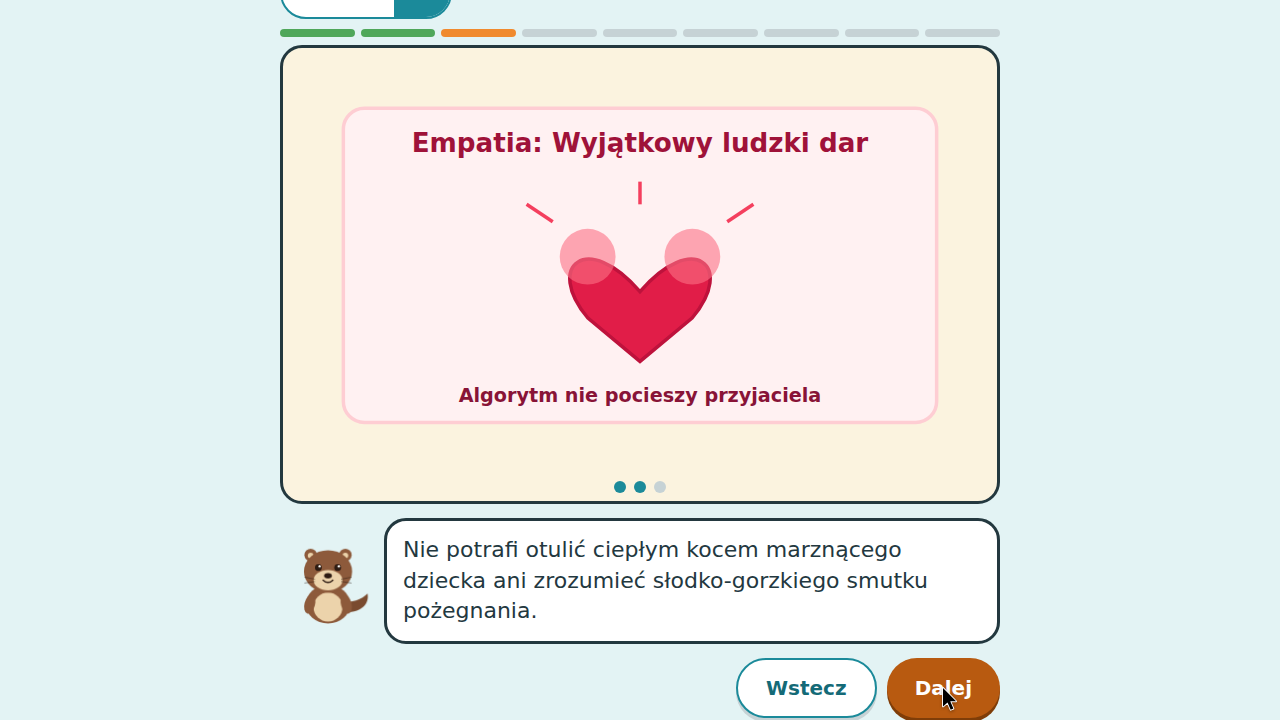 Empatia: Wyjątkowy ludzki dar
Algorytm nie pocieszy przyjaciela
Nie potrafi otulić ciepłym kocem marznącego
dziecka ani zrozumieć słodko-gorzkiego smutku
pożegnania.
Wstecz
Dalej